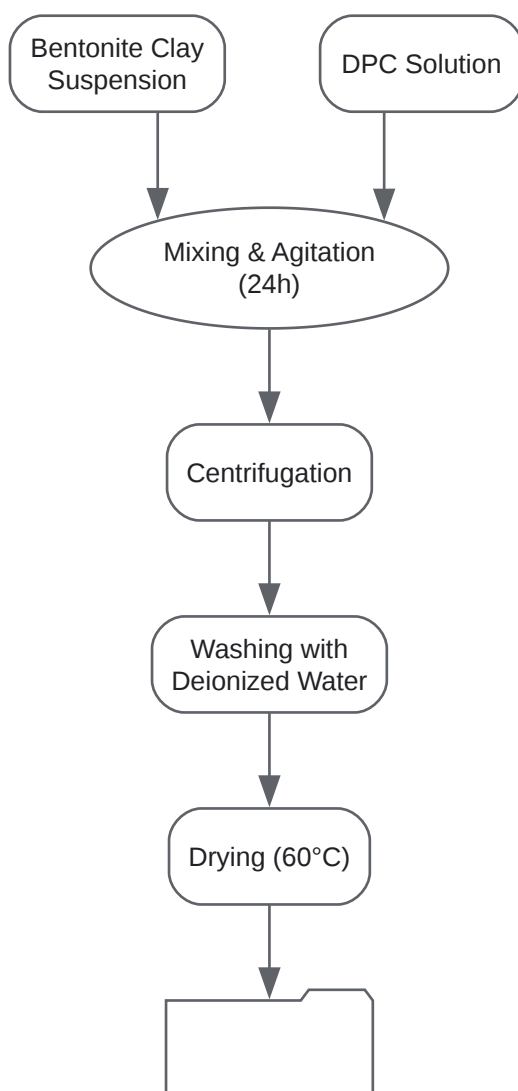 Bentonite Clay
Suspension
DPC Solution
Mixing & Agitation
(24h)
Centrifugation
Washing with
Deionized Water
Drying (60°C)